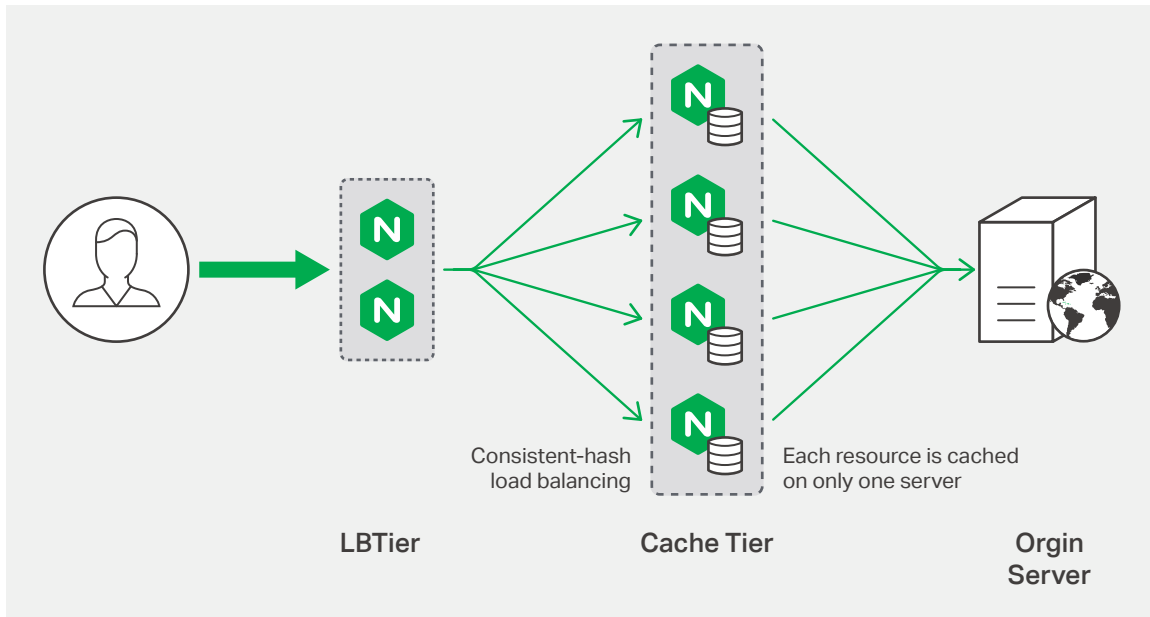 N
N
N
N
N
N
Consistent-hash
load balancing
Each resource is cached
on only one server
LBTier
Cache Tier
Orgin
Server